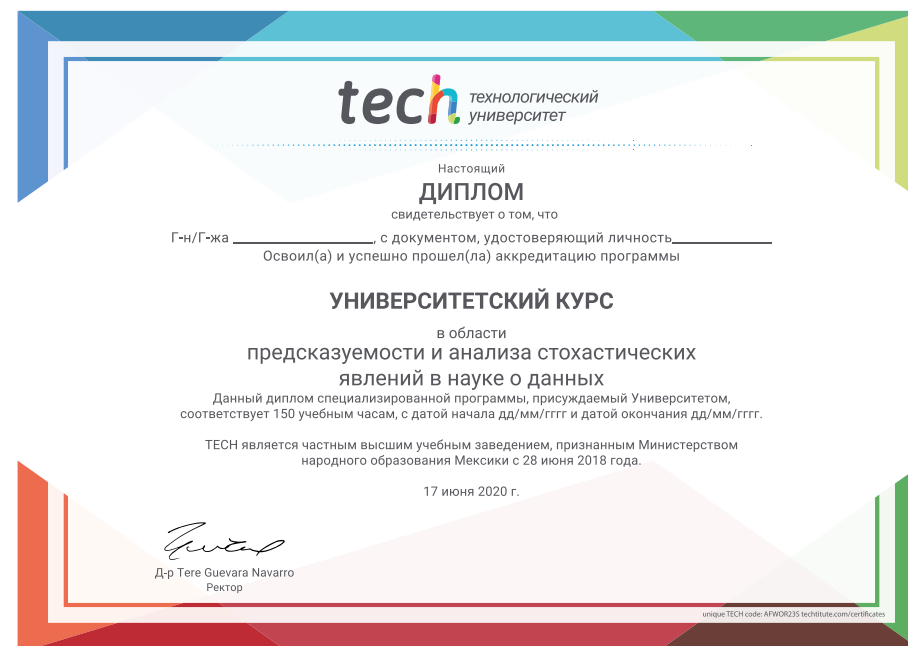 tech технологический
университет
Настоящий
ДИПЛОМ
свидетельствует о том, что
Г-н/Г-жа ____________________, с документом, удостоверяющий личность______________
Освоил(а) и успешно прошел(ла) аккредитацию программы
УНИВЕРСИТЕТСКИЙ КУРС
в области
предсказуемости и анализа стохастических
явлений в науке о данных
Данный диплом специализированной программы, присуждаемый Университетом,
соответствует 150 учебным часам, с датой начала дд/мм/гггг и датой окончания дд/мм/гггг.
TECH является частным высшим учебным заведением, признанным Министерством
народного образования Мексики с 28 июня 2018 года.
17 июня 2020 г.
Д-р Tere Guevara Navarro
Ректор
unique TECH code: AFWOR23S techtitute.com/certificates